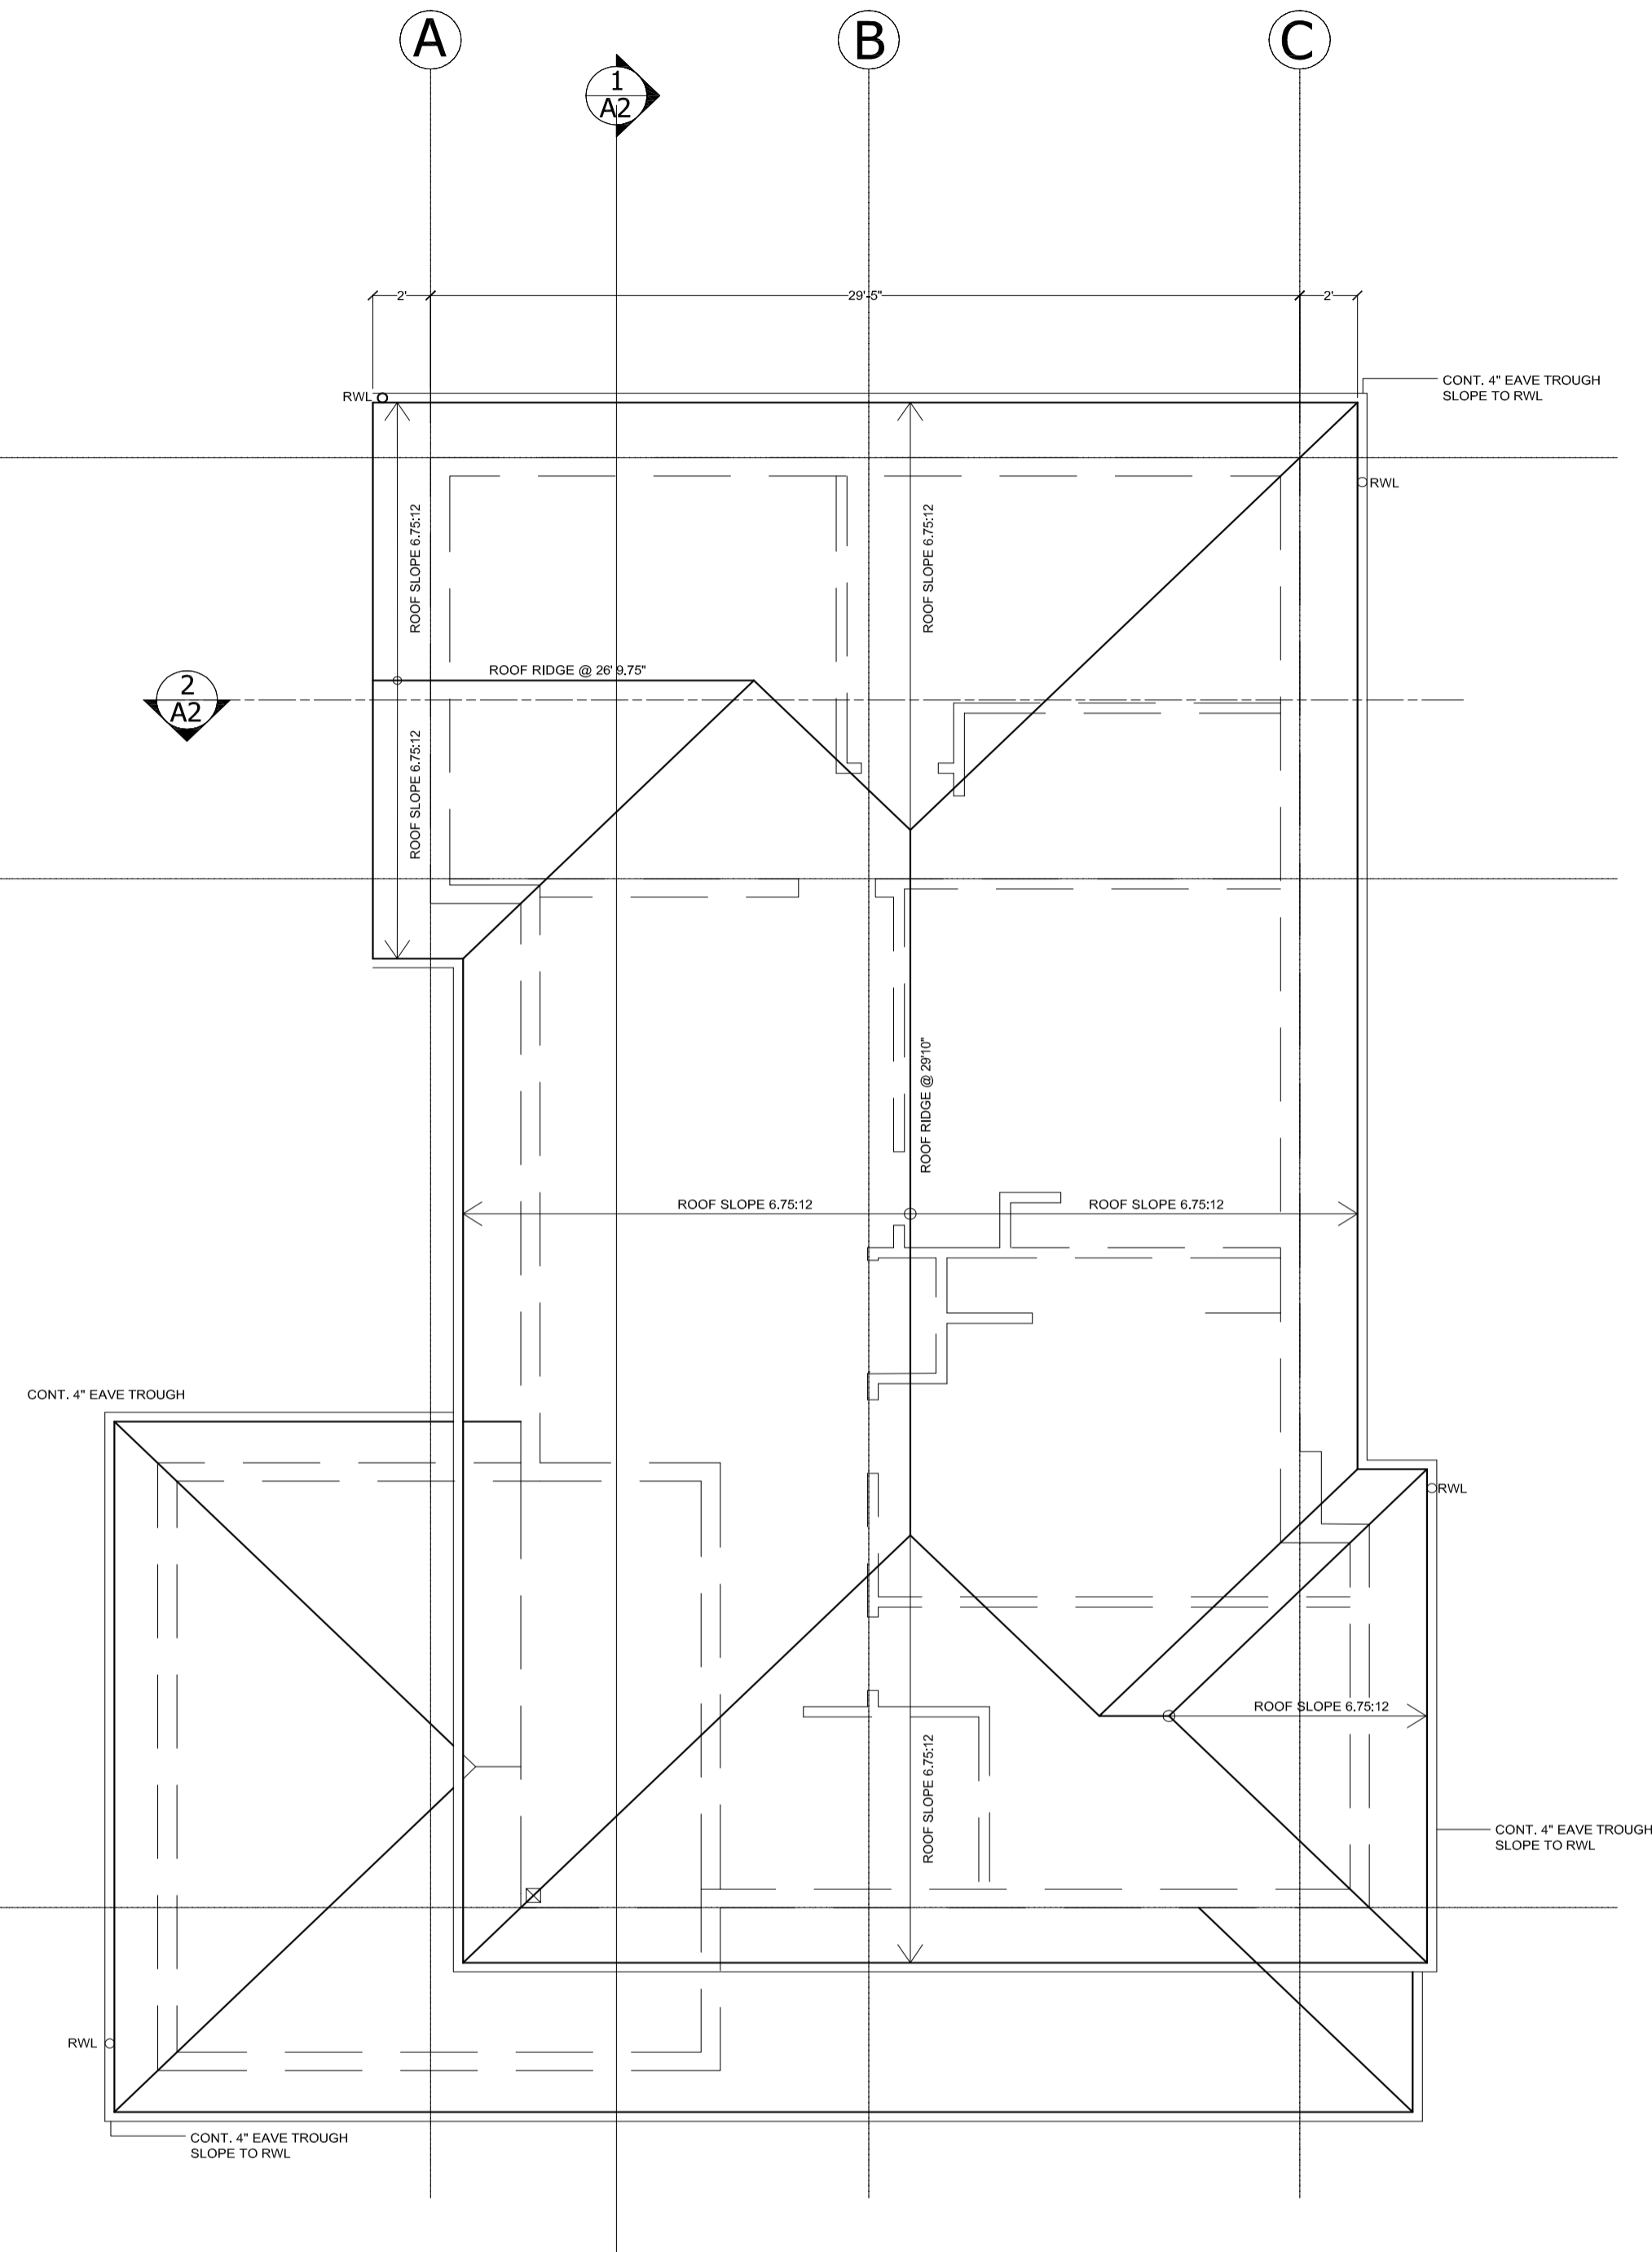 A
B
C
1
A2
2'
29'-5"
2'
RWL
CONT. 4" EAVE TROUGH
SLOPE TO RWL
RWL
ROOF SLOPE 6.75:12
ROOF SLOPE 6.75:12
ROOF RIDGE @ 26' 9.75"
2
A2
ROOF SLOPE 6.75:12
ROOF RIDGE @ 29'10"
ROOF SLOPE 6.75:12
ROOF SLOPE 6.75:12
CONT. 4" EAVE TROUGH
RWL
ROOF SLOPE 6.75:12
ROOF SLOPE 6.75:12
CONT. 4" EAVE TROUGH
SLOPE TO RWL
RWL
CONT. 4" EAVE TROUGH
SLOPE TO RWL